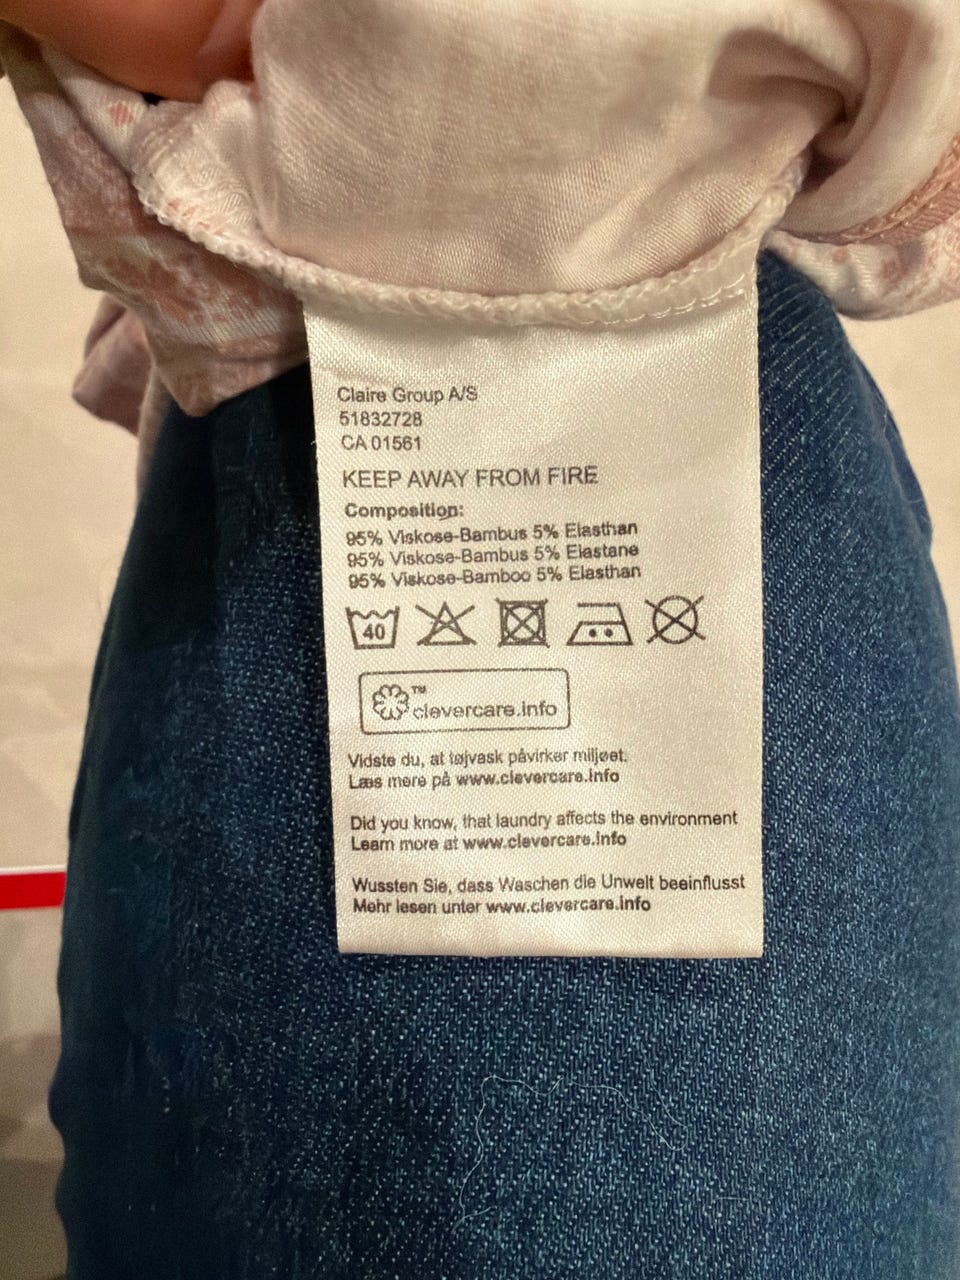 Claire Group A/S
51832728
CA 01561
KEEP AWAY FROM FIRE
Composition:
95% Viskose-Bambus 5% Elasthan
95% Viskose-Bambus 5% Elastane
95% Viskose-Bamboo 5% Elasthan
40
TM
clevercare.info
Vidste du, at tøjvask påvirker miljøet.
Læs mere på www.clevercare.info
Did you know, that laundry affects the environment
Learn more at www.clevercare.info
Wussten Sie, dass Waschen die Unwelt beeinflusst
Mehr lesen unter www.clevercare.info